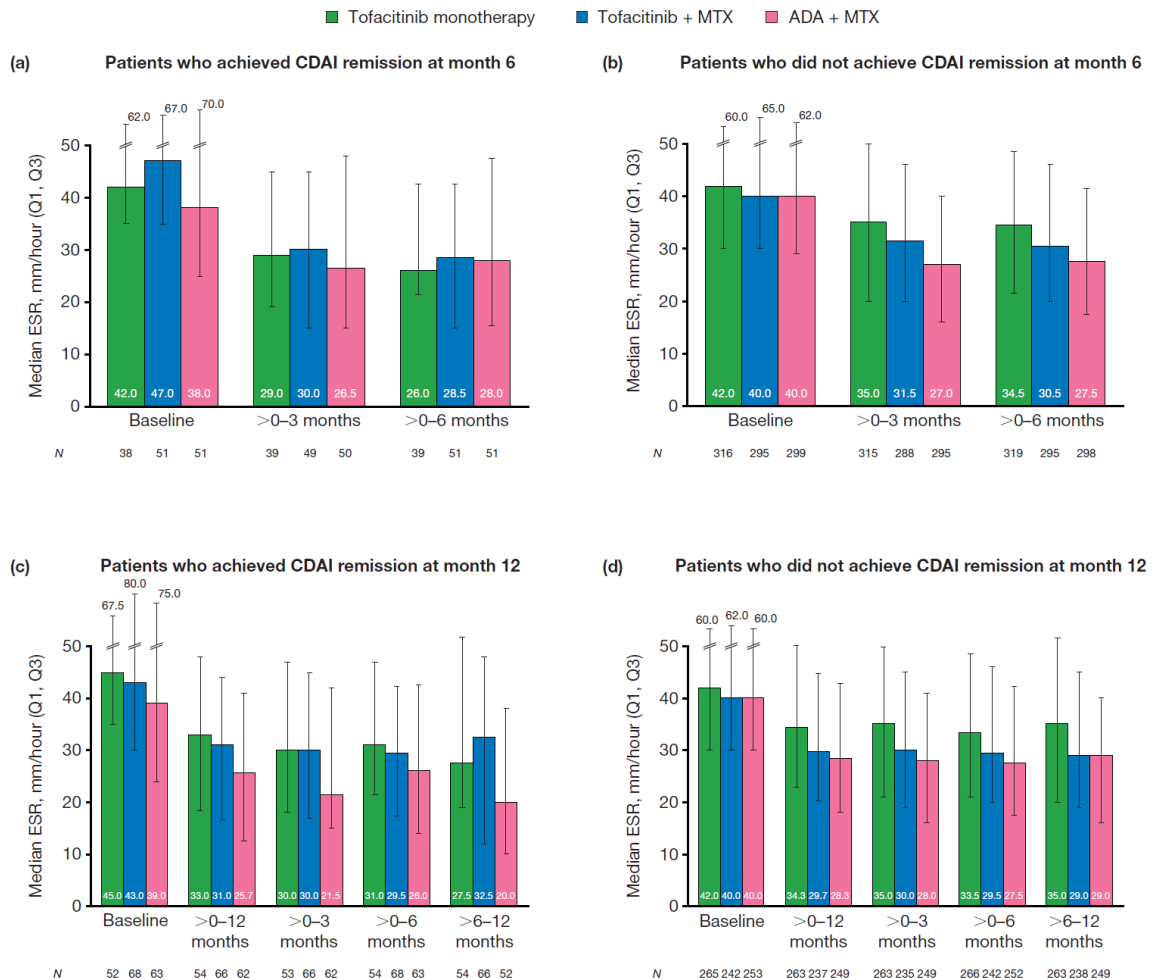 Tofacitinib monotherapy Tofacitinib + MTX ADA + MTX
(a) Patients who achieved CDAI remission at month 6
62.0 67.0 70.0
Median ESR, mm/hour (Q1, Q3)
50
40
30
20
10
0
42.0 47.0 38.0 29.0 30.0 26.5 26.0 28.5 28.0
Baseline >0–3 months >0–6 months
N 38 51 51 39 49 50 39 51 51
(b) Patients who did not achieve CDAI remission at month 6
60.0 65.0 62.0
Median ESR, mm/hour (Q1, Q3)
50
40
30
20
10
0
42.0 40.0 40.0 35.0 31.5 27.0 34.5 30.5 27.5
Baseline >0–3 months >0–6 months
N 316 295 299 315 288 295 319 295 298
(c) Patients who achieved CDAI remission at month 12
67.5 80.0 75.0
Median ESR, mm/hour (Q1, Q3)
50
40
30
20
10
0
45.0 43.0 39.0 33.0 31.0 25.7 30.0 30.0 21.5 31.0 29.5 26.0 27.5 32.5 20.0
Baseline >0–12 >0–3 >0–6 >6–12
months months months months
N 52 68 63 54 66 62 53 66 62 54 68 63 54 66 52
(d) Patients who did not achieve CDAI remission at month 12
60.0 62.0 60.0
Median ESR, mm/hour (Q1, Q3)
50
40
30
20
10
0
42.0 40.0 40.0 34.3 29.7 28.3 35.0 30.0 28.0 33.5 29.5 27.5 35.0 29.0 29.0
Baseline >0–12 >0–3 >0–6 >6–12
months months months months
N 265 242 253 263 237 249 263 235 249 266 242 252 263 238 249